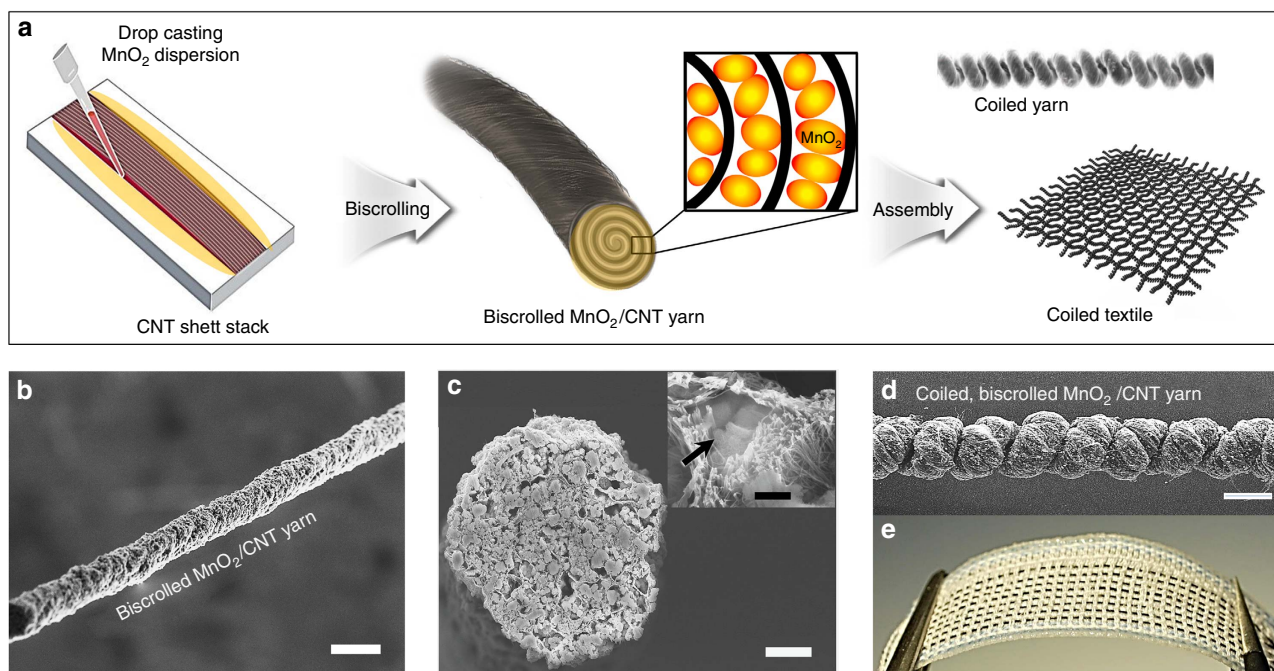 a
Drop casting
MnO₂ dispersion
CNT shett stack
Biscrolling
MnO₂
Biscrolled MnO₂/CNT yarn
Assembly
Coiled yarn
Coiled textile
b
Biscrolled MnO₂/CNT yarn
c
d
Coiled, biscrolled MnO₂ /CNT yarn
e